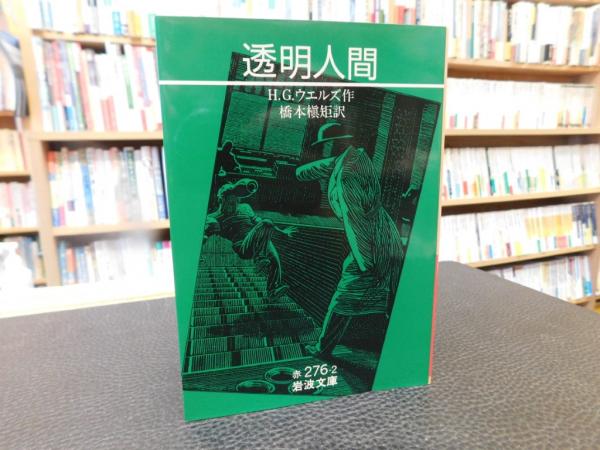 透明人間
H.G.ウエルズ作
橋本槇矩訳
赤 276-2
岩波文庫